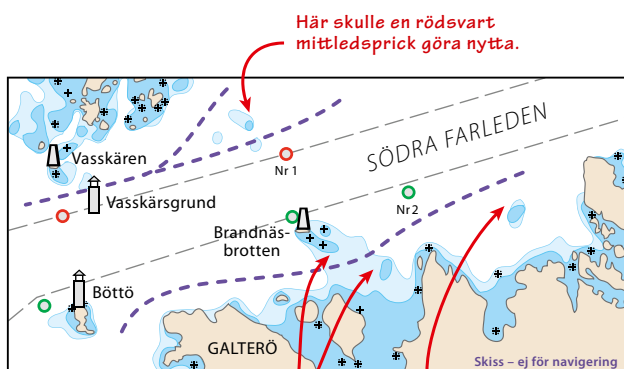 Här skulle en rödsvart
mittledsprick göra nytta.
SÖDRA FARLEDEN
Vasskären
Nr 1
Vasskärsgrund
Nr 2
Brandnäs-
brotten
Böttö
GALTERÖ
Skiss – ej för navigering